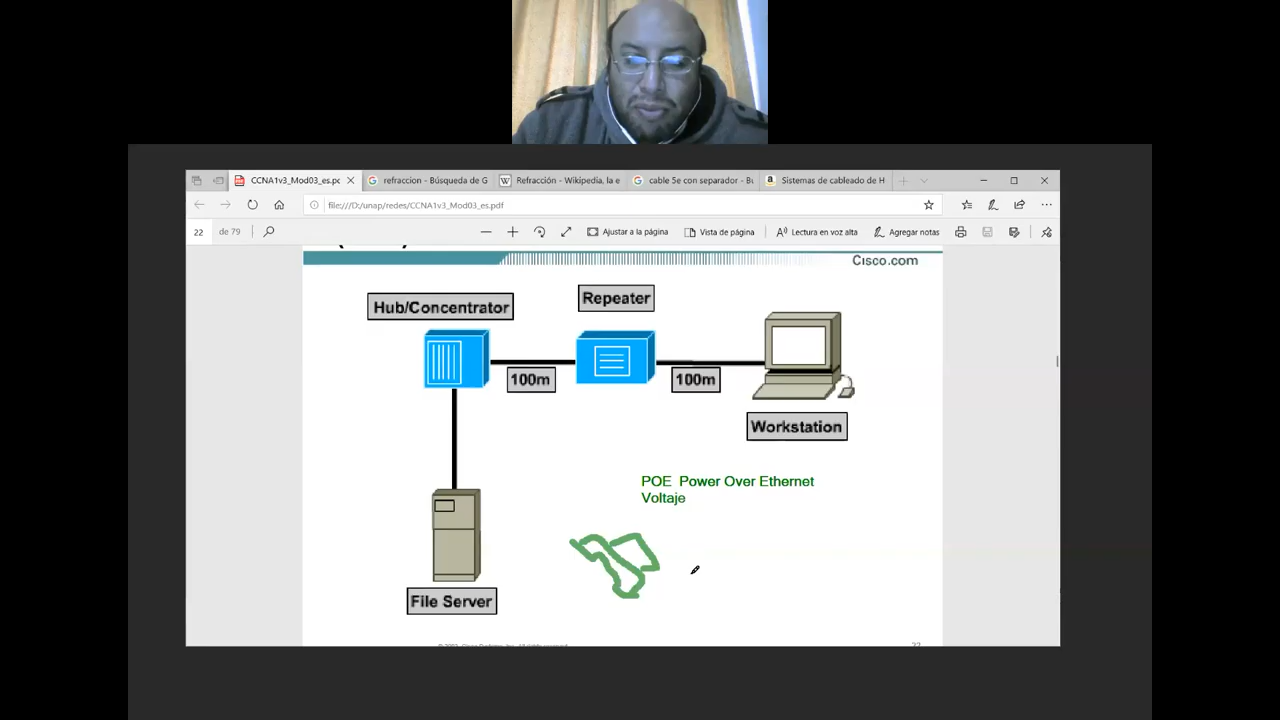 CCNA1v3_Mod03_es.pc
refraccion - Búsqueda de G
Refracción - Wikipedia, la e
cable 5e con separador - Bu
Sistemas de cableado de H
file:///D:/unap/redes/CCNA1v3_Mod03_es.pdf
22 de 79
Ajustar a la página
Vista de página
Lectura en voz alta
Agregar notas
Cisco.com
Hub/Concentrator
Repeater
100m
100m
Workstation
POE Power Over Ethernet
Voltaje
File Server